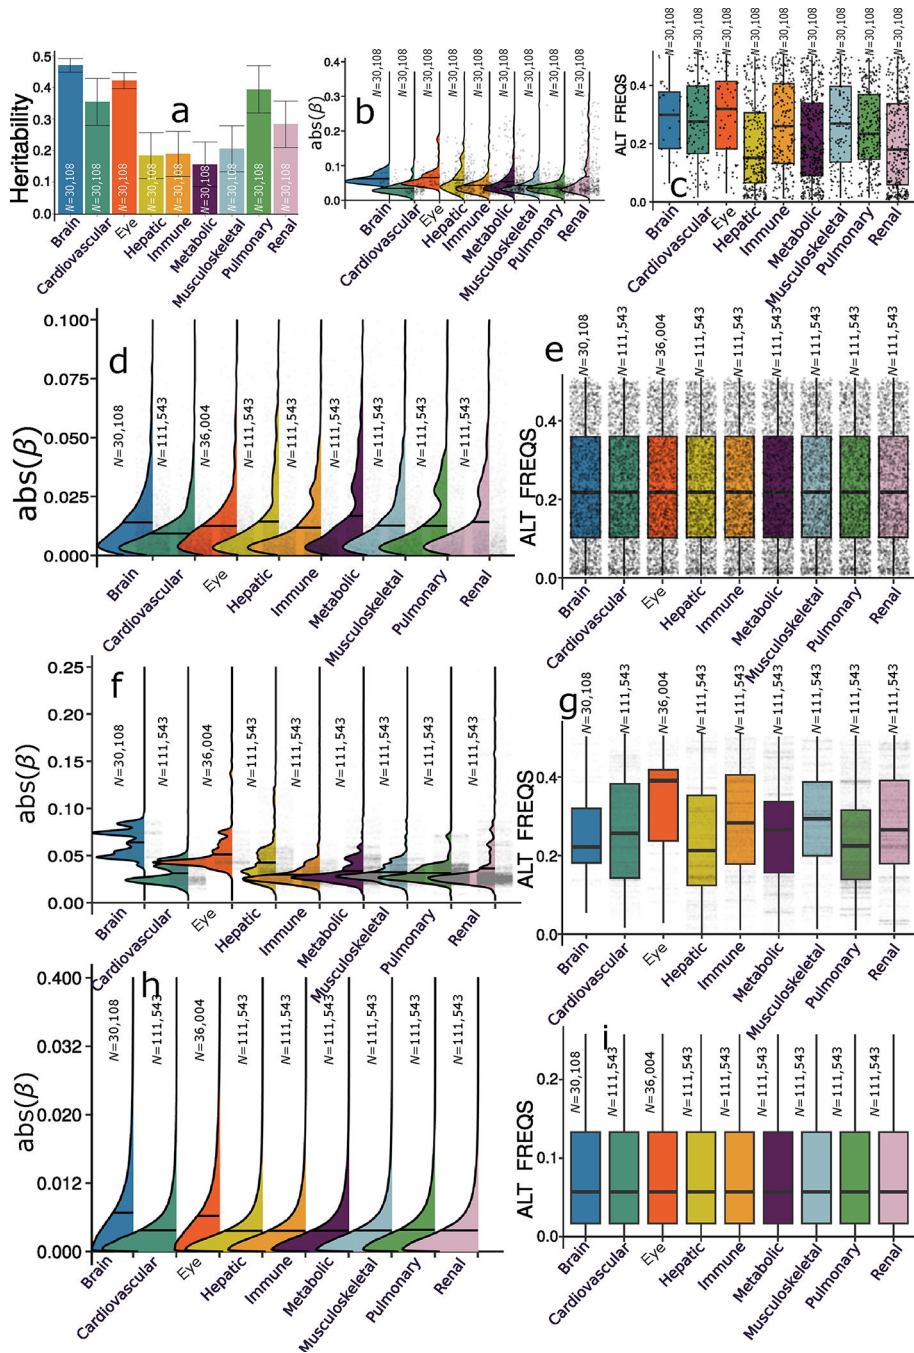 a
Heritability
0.5
0.4
0.3
0.2
0.1
0.0
N=30,108 N=30,108 N=30,108 N=30,108 N=30,108 N=30,108 N=30,108 N=30,108 N=30,108
Brain Cardiovascular Eye Hepatic Immune Metabolic Musculoskeletal Pulmonary Renal
b
abs(β)
0.4
0.3
0.2
0.1
0.0
N=30,108 N=30,108 N=30,108 N=30,108 N=30,108 N=30,108 N=30,108 N=30,108 N=30,108
Brain Cardiovascular Eye Hepatic Immune Metabolic Musculoskeletal Pulmonary Renal
c
ALT FREQS
0.4
0.2
0.0
N=30,108 N=30,108 N=30,108 N=30,108 N=30,108 N=30,108 N=30,108 N=30,108 N=30,108
Brain Cardiovascular Eye Hepatic Immune Metabolic Musculoskeletal Pulmonary Renal
d
abs(β)
0.100
0.075
0.050
0.025
0.000
N=30,108 N=111,543 N=36,004 N=111,543 N=111,543 N=111,543 N=111,543 N=111,543 N=111,543
Brain Cardiovascular Eye Hepatic Immune Metabolic Musculoskeletal Pulmonary Renal
e
ALT FREQS
0.4
0.2
0.0
N=30,108 N=111,543 N=36,004 N=111,543 N=111,543 N=111,543 N=111,543 N=111,543 N=111,543
Brain Cardiovascular Eye Hepatic Immune Metabolic Musculoskeletal Pulmonary Renal
f
abs(β)
0.25
0.20
0.15
0.10
0.05
0.00
N=30,108 N=111,543 N=36,004 N=111,543 N=111,543 N=111,543 N=111,543 N=111,543 N=111,543
Brain Cardiovascular Eye Hepatic Immune Metabolic Musculoskeletal Pulmonary Renal
g
ALT FREQS
0.4
0.2
0.0
N=30,108 N=111,543 N=36,004 N=111,543 N=111,543 N=111,543 N=111,543 N=111,543 N=111,543
Brain Cardiovascular Eye Hepatic Immune Metabolic Musculoskeletal Pulmonary Renal
h
abs(β)
0.400
0.032
0.020
0.012
0.000
N=30,108 N=111,543 N=36,004 N=111,543 N=111,543 N=111,543 N=111,543 N=111,543 N=111,543
Brain Cardiovascular Eye Hepatic Immune Metabolic Musculoskeletal Pulmonary Renal
i
ALT FREQS
0.2
0.1
0.0
N=30,108 N=111,543 N=36,004 N=111,543 N=111,543 N=111,543 N=111,543 N=111,543
Brain Cardiovascular Eye Hepatic Immune Metabolic Musculoskeletal Pulmonary Renal